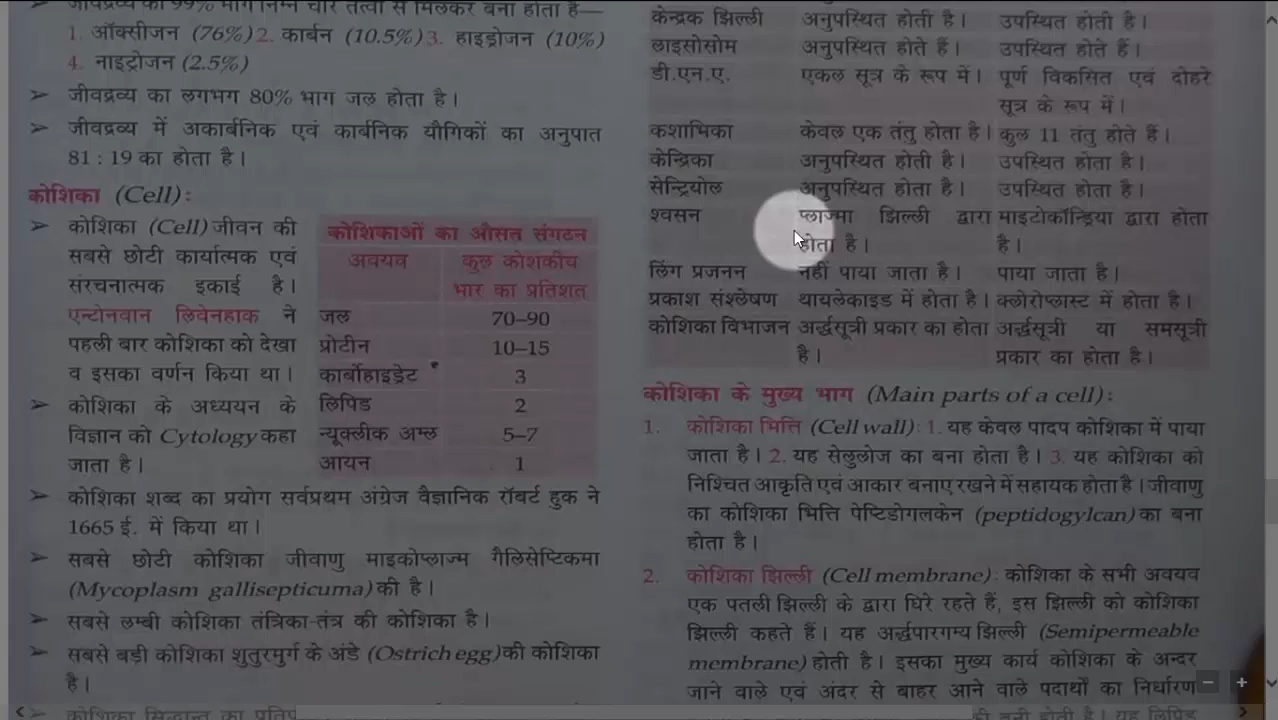 जीवद्रव्य का 99% भाग निम्न चार तत्वों से मिलकर बना होता है—
1. ऑक्सीजन (76%) 2. कार्बन (10.5%) 3. हाइड्रोजन (10%)
4. नाइट्रोजन (2.5%)
➢ जीवद्रव्य का लगभग 80% भाग जल होता है।
➢ जीवद्रव्य में अकार्बनिक एवं कार्बनिक यौगिकों का अनुपात
81 : 19 का होता है।
कोशिका (Cell) :
➢ कोशिका (Cell) जीवन की
सबसे छोटी कार्यात्मक एवं
संरचनात्मक इकाई है।
एन्टोनवान लिवेनहाक ने
पहली बार कोशिका को देखा
व इसका वर्णन किया था।
➢ कोशिका के अध्ययन के
विज्ञान को Cytology कहा
जाता है।
कोशिकाओं का औसत संगठन
अवयव कुल कोशकीय
भार का प्रतिशत
जल 70–90
प्रोटीन 10–15
कार्बोहाइड्रेट 3
लिपिड 2
न्यूक्लीक अम्ल 5–7
आयन 1
➢ कोशिका शब्द का प्रयोग सर्वप्रथम अंग्रेज वैज्ञानिक रॉबर्ट हुक ने
1665 ई. में किया था।
➢ सबसे छोटी कोशिका जीवाणु माइकोप्लाज्म गैलिसेप्टिकमा
(Mycoplasm gallisepticuma) की है।
➢ सबसे लम्बी कोशिका तंत्रिका-तंत्र की कोशिका है।
➢ सबसे बड़ी कोशिका शुतुरमुर्ग के अंडे (Ostrich egg) की कोशिका
है।
केन्द्रक झिल्ली अनुपस्थित होती है। उपस्थित होती है।
लाइसोसोम अनुपस्थित होते हैं। उपस्थित होते हैं।
डी.एन.ए. एकल सूत्र के रूप में। पूर्ण विकसित एवं दोहरे
सूत्र के रूप में।
कशाभिका केवल एक तंतु होता है। कुल 11 तंतु होते हैं।
केन्द्रिका अनुपस्थित होती है। उपस्थित होता है।
सेन्ट्रियोल अनुपस्थित होता है। उपस्थित होता है।
श्वसन प्लाज्मा झिल्ली द्वारा माइटोकॉन्ड्रिया द्वारा होता
होता है। है।
लिंग प्रजनन नहीं पाया जाता है। पाया जाता है।
प्रकाश संश्लेषण थायलेकाइड में होता है। क्लोरोप्लास्ट में होता है।
कोशिका विभाजन अर्द्धसूत्री प्रकार का होता अर्द्धसूत्री या समसूत्री
है। प्रकार का होता है।
कोशिका के मुख्य भाग (Main parts of a cell) :
1. कोशिका भित्ति (Cell wall) : 1. यह केवल पादप कोशिका में पाया
जाता है। 2. यह सेलुलोज का बना होता है। 3. यह कोशिका को
निश्चित आकृति एवं आकार बनाए रखने में सहायक होता है। जीवाणु
का कोशिका भित्ति पेप्टिडोगलकेन (peptidogylcan) का बना
होता है।
2. कोशिका झिल्ली (Cell membrane) : कोशिका के सभी अवयव
एक पतली झिल्ली के द्वारा घिरे रहते हैं, इस झिल्ली को कोशिका
झिल्ली कहते हैं। यह अर्द्धपारगम्य झिल्ली (Semipermeable
membrane) होती है। इसका मुख्य कार्य कोशिका के अन्दर
जाने वाले एवं अंदर से बाहर आने वाले पदार्थों का निर्धारण